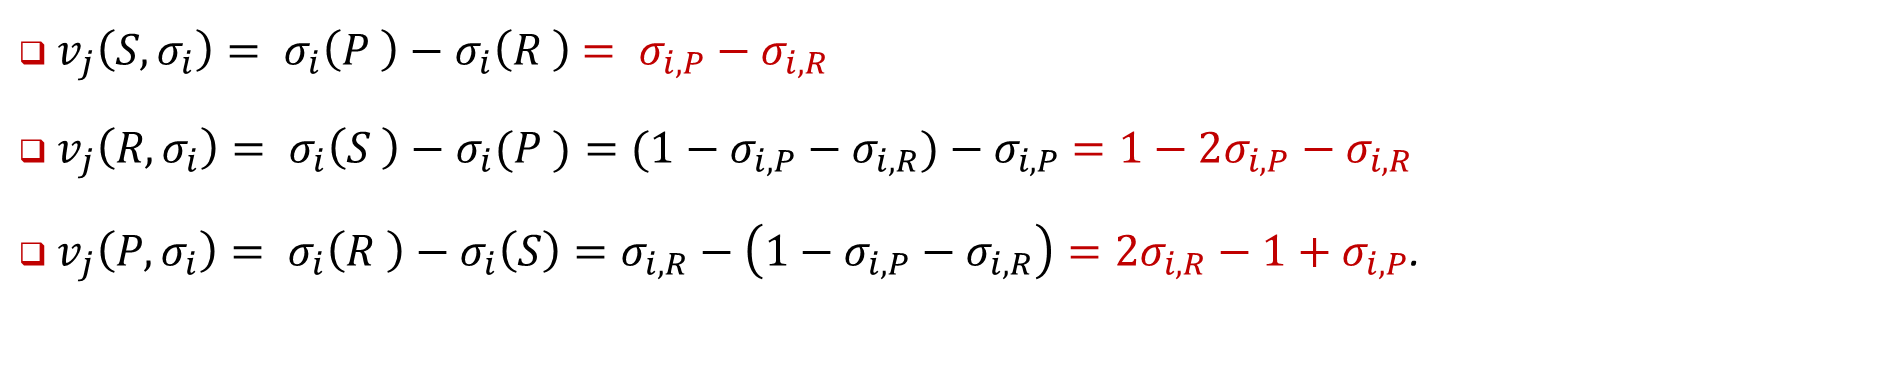 ❑ v_j(S, σ_i) = σ_i(P ) − σ_i(R ) = σ_{i,P} − σ_{i,R}
❑ v_j(R, σ_i) = σ_i(S ) − σ_i(P ) = (1 − σ_{i,P} − σ_{i,R}) − σ_{i,P} = 1 − 2σ_{i,P} − σ_{i,R}
❑ v_j(P, σ_i) = σ_i(R ) − σ_i(S) = σ_{i,R} − (1 − σ_{i,P} − σ_{i,R}) = 2σ_{i,R} − 1 + σ_{i,P}.